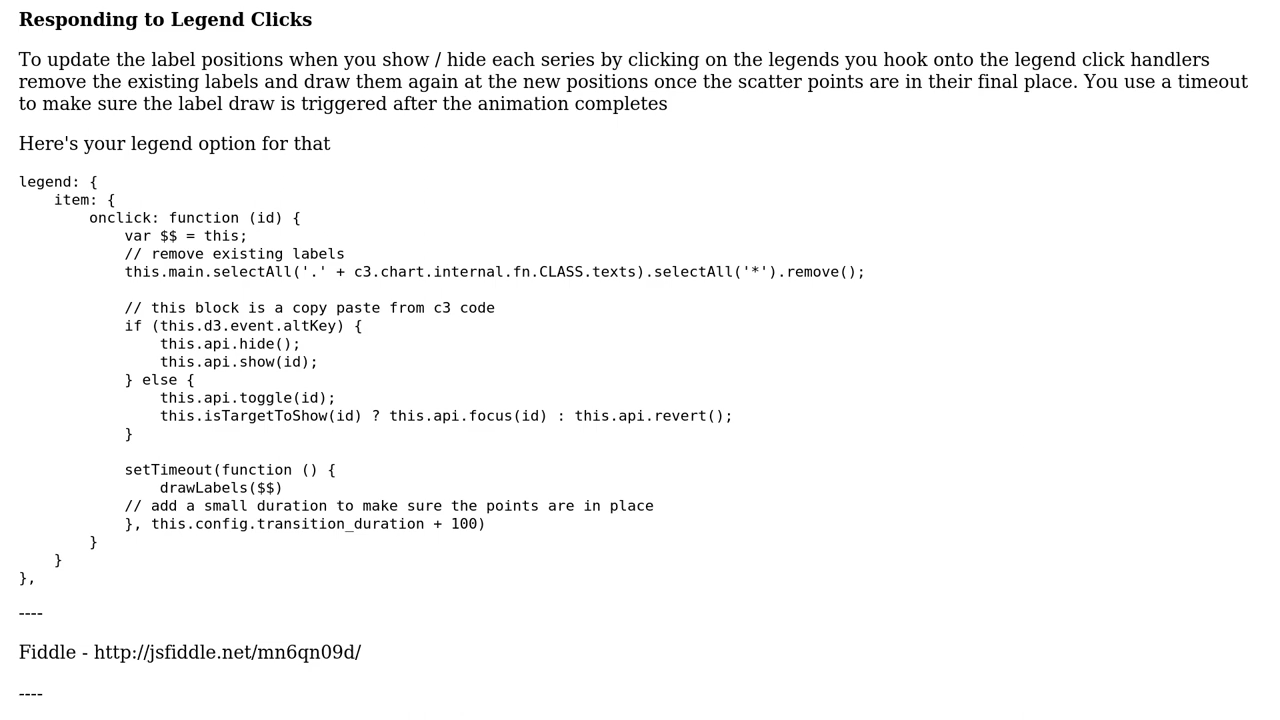 Responding to Legend Clicks
To update the label positions when you show / hide each series by clicking on the legends you hook onto the legend click handlers
remove the existing labels and draw them again at the new positions once the scatter points are in their final place. You use a timeout
to make sure the label draw is triggered after the animation completes
Here's your legend option for that
legend: {
    item: {
        onclick: function (id) {
            var $$ = this;
            // remove existing labels
            this.main.selectAll('.' + c3.chart.internal.fn.CLASS.texts).selectAll('*').remove();
            // this block is a copy paste from c3 code
            if (this.d3.event.altKey) {
                this.api.hide();
                this.api.show(id);
            } else {
                this.api.toggle(id);
                this.isTargetToShow(id) ? this.api.focus(id) : this.api.revert();
            }
            setTimeout(function () {
                drawLabels($$)
            // add a small duration to make sure the points are in place
            }, this.config.transition_duration + 100)
        }
    }
},
----
Fiddle - http://jsfiddle.net/mn6qn09d/
----